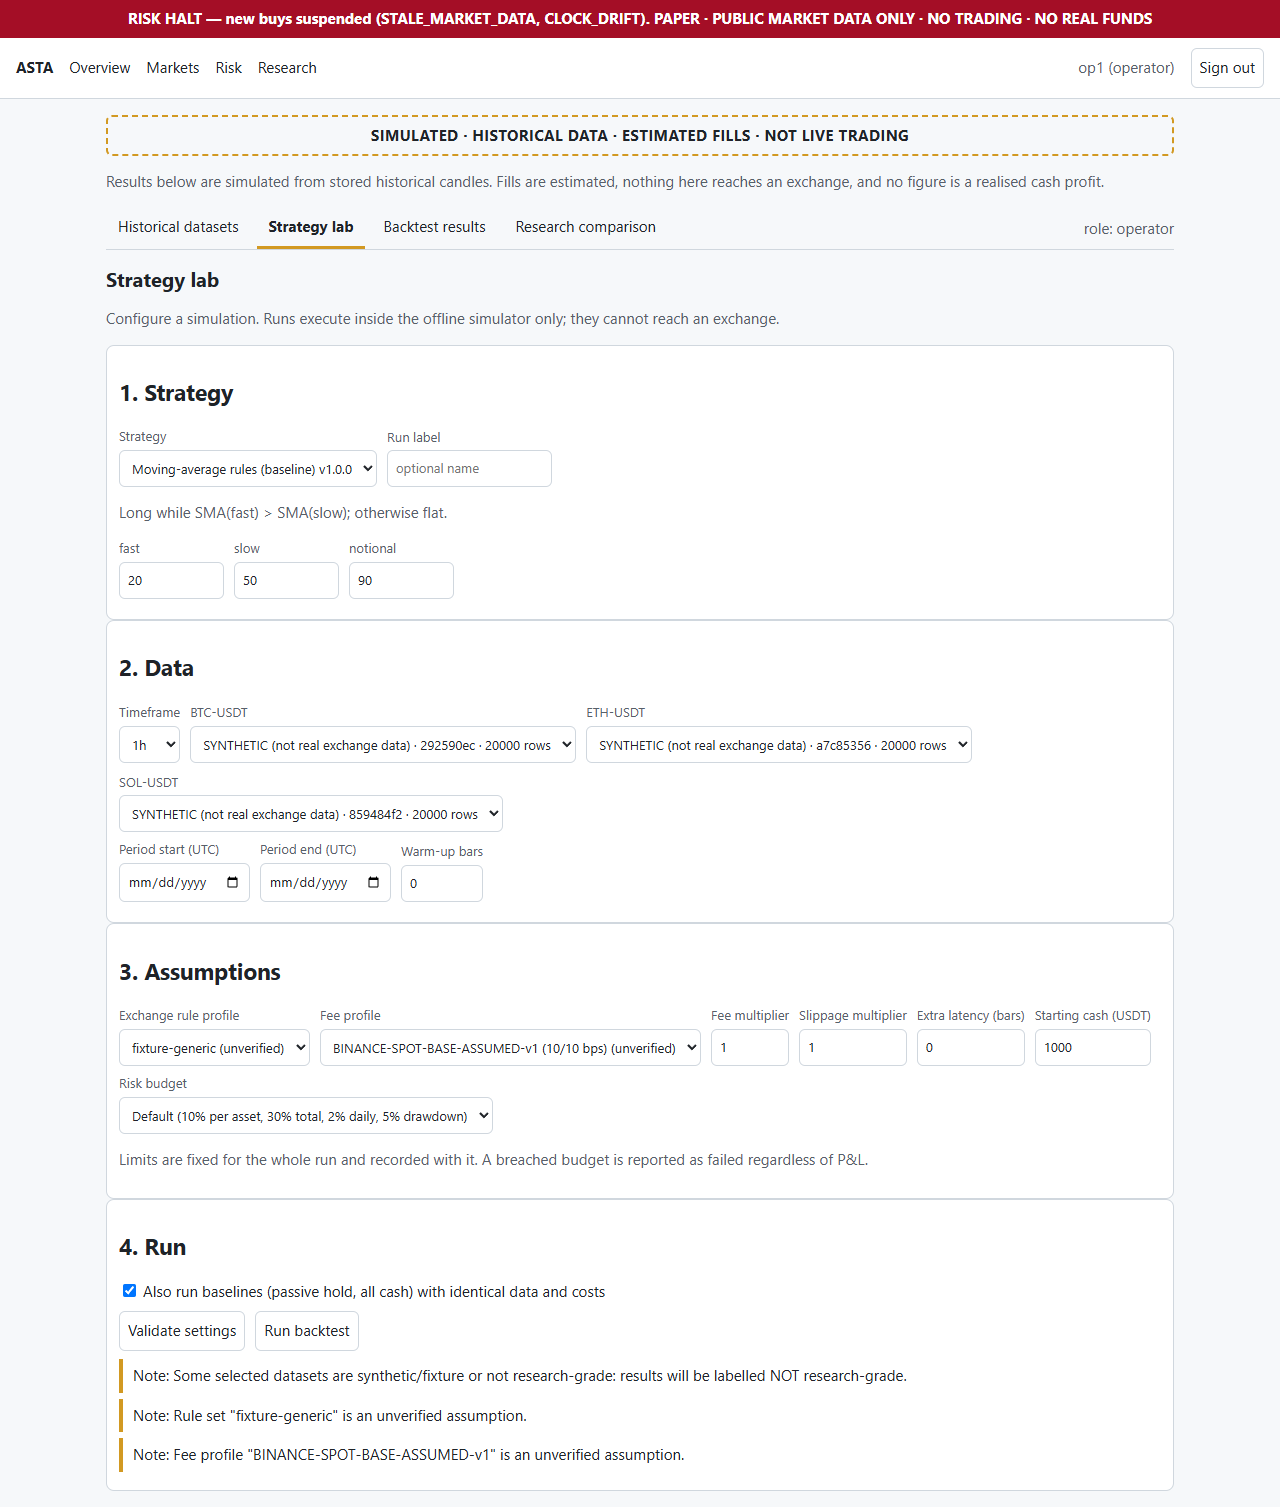 RISK HALT — new buys suspended (STALE_MARKET_DATA, CLOCK_DRIFT). PAPER · PUBLIC MARKET DATA ONLY · NO TRADING · NO REAL FUNDS
ASTA Overview Markets Risk Research op1 (operator) Sign out
SIMULATED · HISTORICAL DATA · ESTIMATED FILLS · NOT LIVE TRADING
Results below are simulated from stored historical candles. Fills are estimated, nothing here reaches an exchange, and no figure is a realised cash profit.
Historical datasets Strategy lab Backtest results Research comparison role: operator
Strategy lab
Configure a simulation. Runs execute inside the offline simulator only; they cannot reach an exchange.
1. Strategy
Strategy Run label
Moving-average rules (baseline) v1.0.0 optional name
Long while SMA(fast) > SMA(slow); otherwise flat.
fast slow notional
20 50 90
2. Data
Timeframe BTC-USDT ETH-USDT
1h SYNTHETIC (not real exchange data) · 292590ec · 20000 rows SYNTHETIC (not real exchange data) · a7c85356 · 20000 rows
SOL-USDT
SYNTHETIC (not real exchange data) · 859484f2 · 20000 rows
Period start (UTC) Period end (UTC) Warm-up bars
mm/dd/yyyy mm/dd/yyyy 0
3. Assumptions
Exchange rule profile Fee profile Fee multiplier Slippage multiplier Extra latency (bars) Starting cash (USDT)
fixture-generic (unverified) BINANCE-SPOT-BASE-ASSUMED-v1 (10/10 bps) (unverified) 1 1 0 1000
Risk budget
Default (10% per asset, 30% total, 2% daily, 5% drawdown)
Limits are fixed for the whole run and recorded with it. A breached budget is reported as failed regardless of P&L.
4. Run
Also run baselines (passive hold, all cash) with identical data and costs
Validate settings Run backtest
Note: Some selected datasets are synthetic/fixture or not research-grade: results will be labelled NOT research-grade.
Note: Rule set "fixture-generic" is an unverified assumption.
Note: Fee profile "BINANCE-SPOT-BASE-ASSUMED-v1" is an unverified assumption.